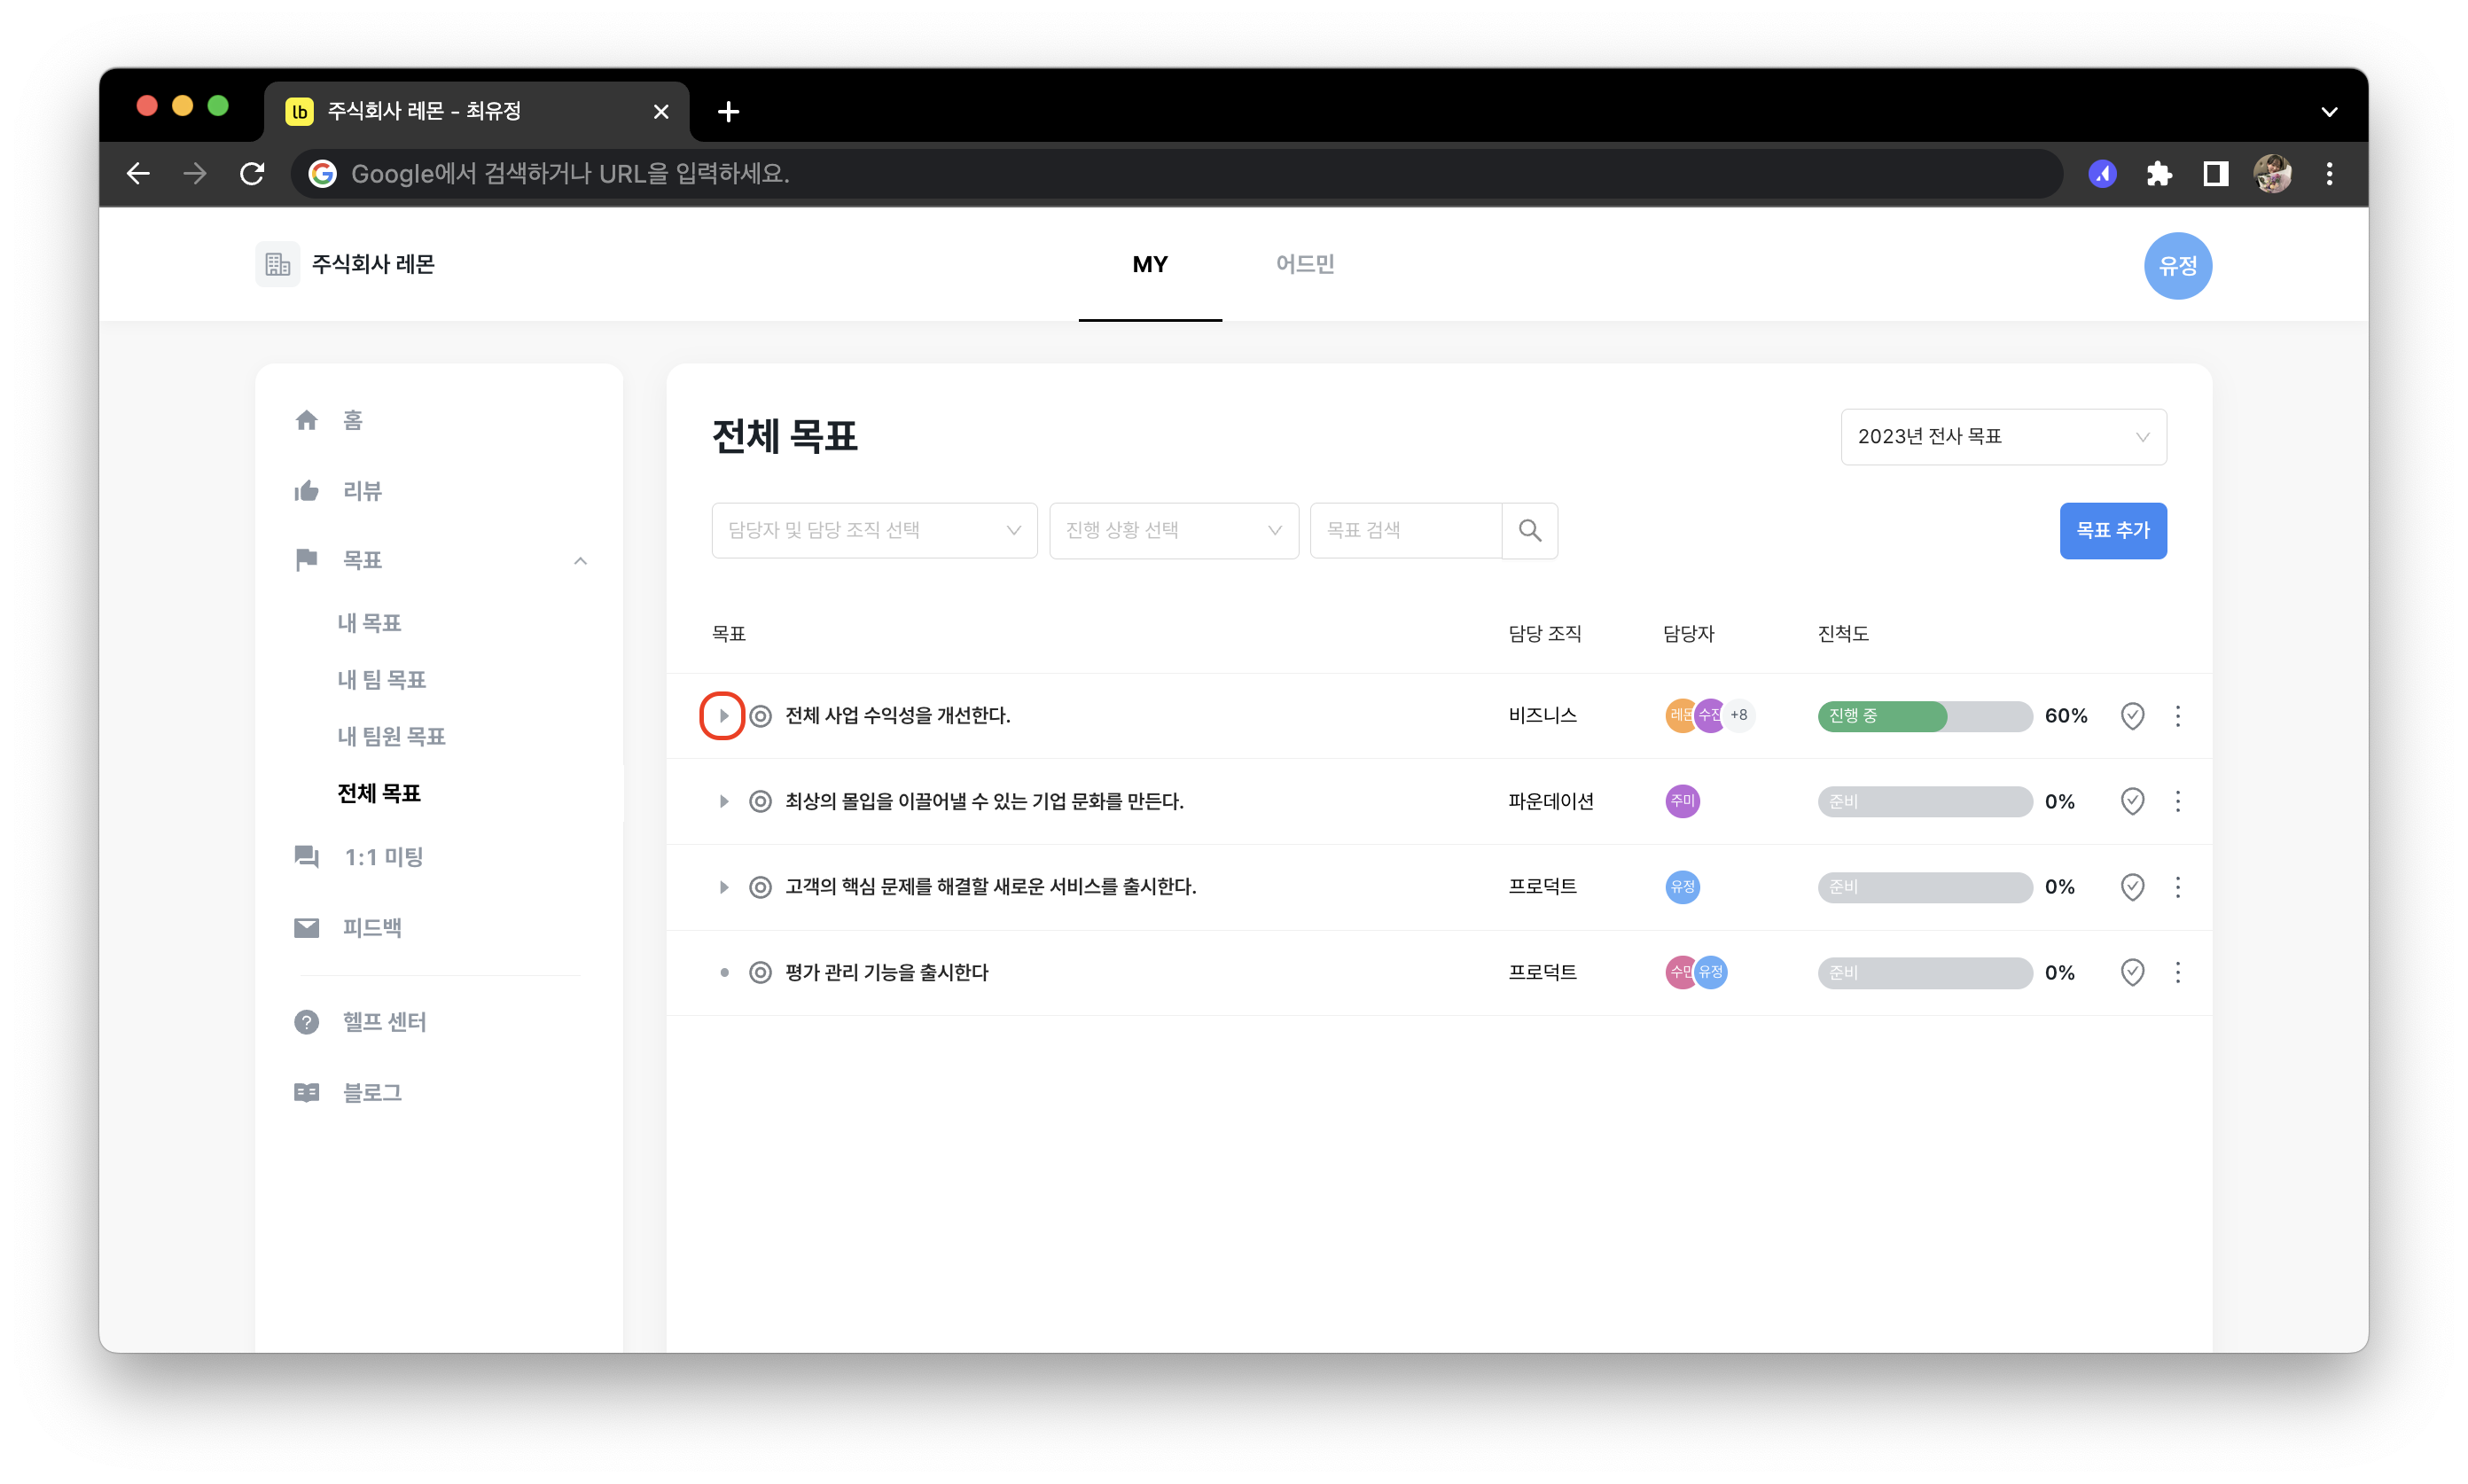 lb 주식회사 레몬 - 최유정
Google에서 검색하거나 URL을 입력하세요.
주식회사 레몬
MY
어드민
유정
홈
리뷰
목표
내 목표
내 팀 목표
내 팀원 목표
전체 목표
1:1 미팅
피드백
헬프 센터
블로그
전체 목표
2023년 전사 목표
담당자 및 담당 조직 선택
진행 상황 선택
목표 검색
목표 추가
목표 담당 조직 담당자 진척도
전체 사업 수익성을 개선한다. 비즈니스 레몬 수진 +8 진행 중 60%
최상의 몰입을 이끌어낼 수 있는 기업 문화를 만든다. 파운데이션 주미 준비 0%
고객의 핵심 문제를 해결할 새로운 서비스를 출시한다. 프로덕트 유정 준비 0%
평가 관리 기능을 출시한다 프로덕트 수민 유정 준비 0%